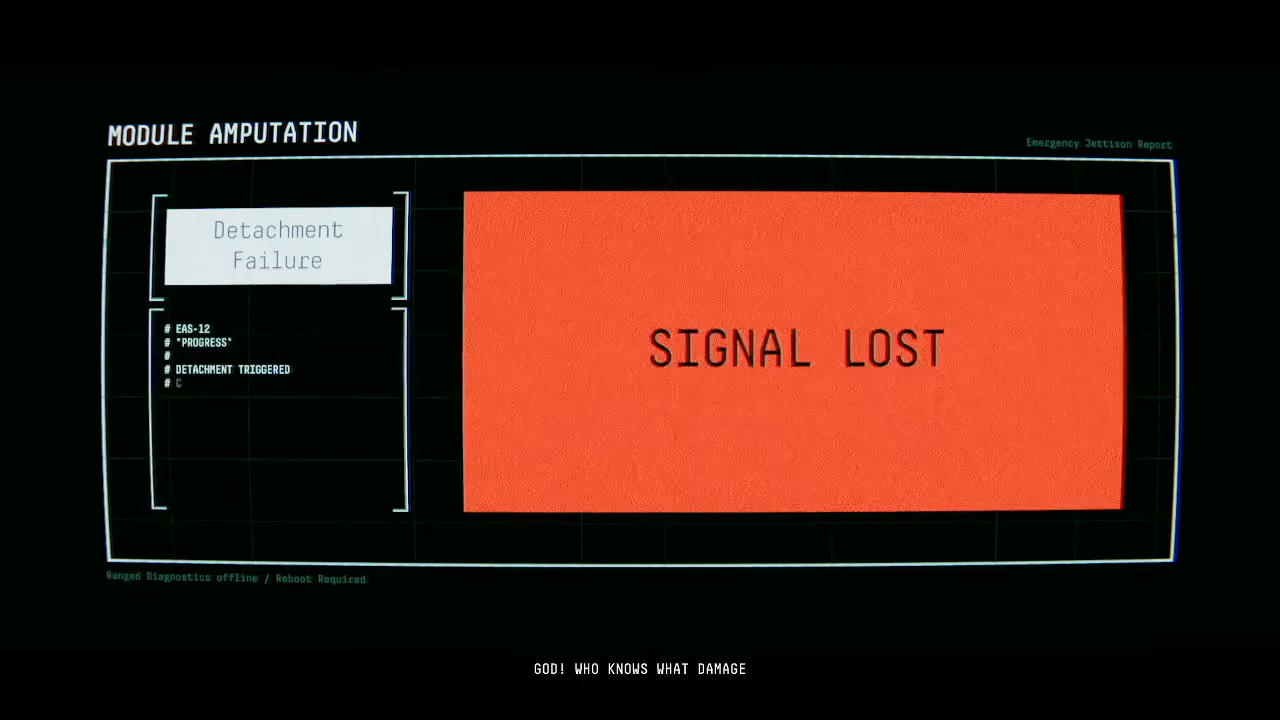 MODULE AMPUTATION
Emergency Jettison Report
Detachment
Failure
# EAS-12
# "PROGRESS"
#
# DETACHMENT TRIGGERED
# C
SIGNAL LOST
Ranged Diagnostics offline / Reboot Required
GOD! WHO KNOWS WHAT DAMAGE